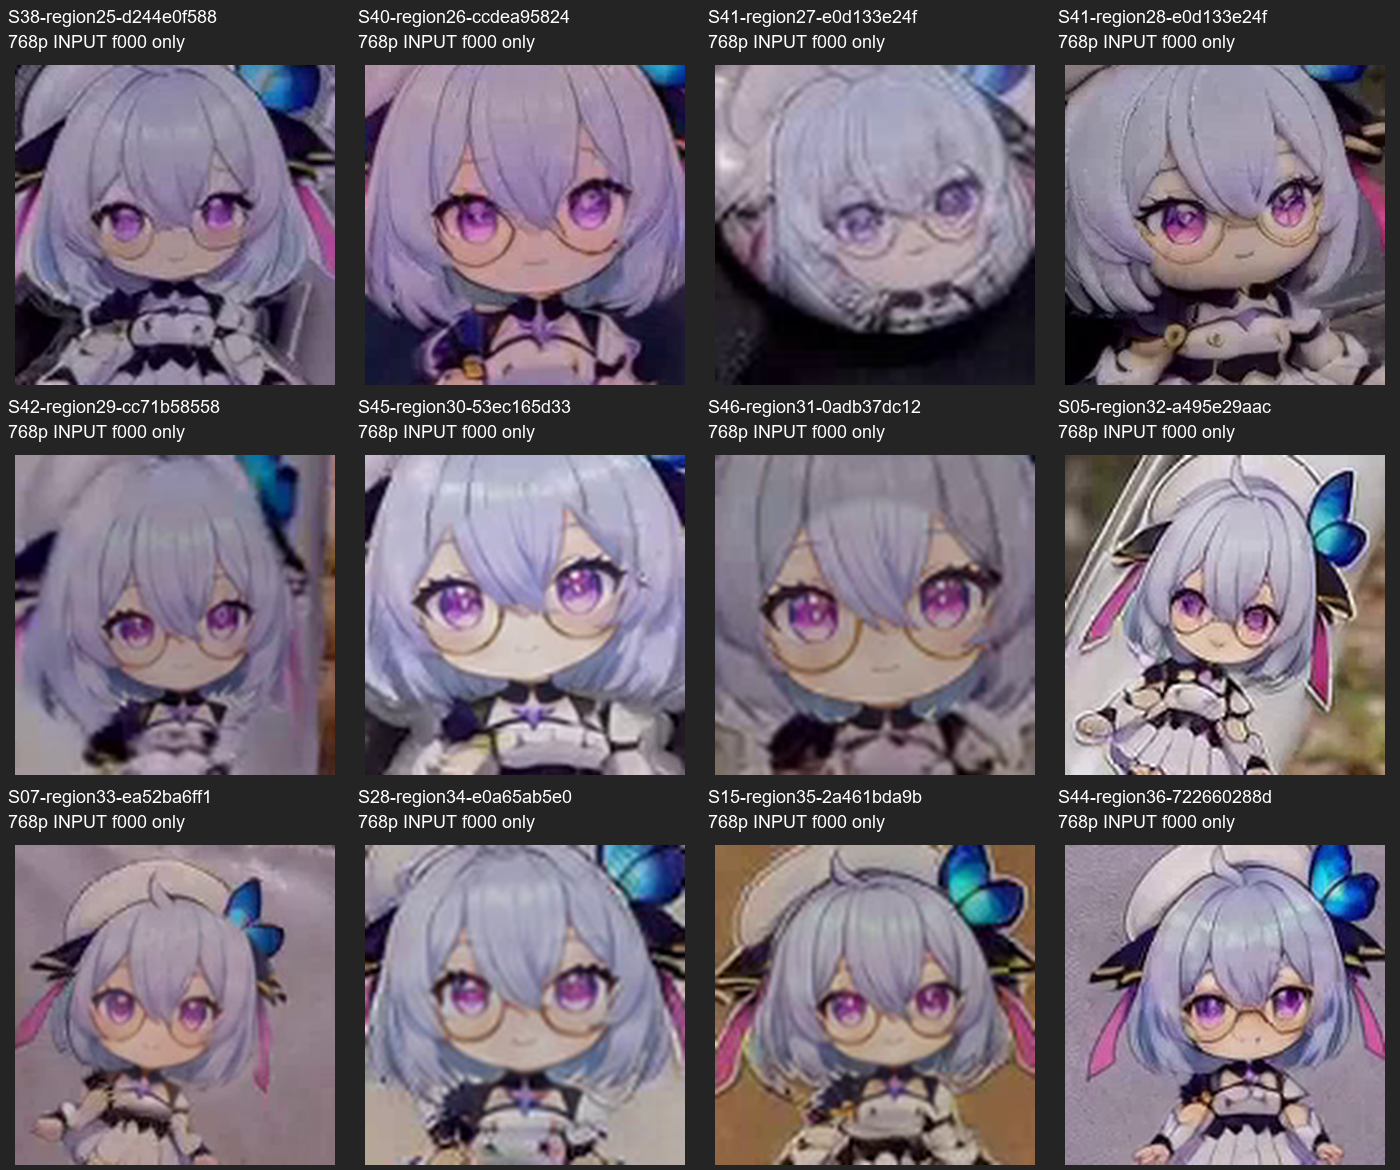 S38-region25-d244e0f588
768p INPUT f000 only
S40-region26-ccdea95824
768p INPUT f000 only
S41-region27-e0d133e24f
768p INPUT f000 only
S41-region28-e0d133e24f
768p INPUT f000 only
S42-region29-cc71b58558
768p INPUT f000 only
S45-region30-53ec165d33
768p INPUT f000 only
S46-region31-0adb37dc12
768p INPUT f000 only
S05-region32-a495e29aac
768p INPUT f000 only
S07-region33-ea52ba6ff1
768p INPUT f000 only
S28-region34-e0a65ab5e0
768p INPUT f000 only
S15-region35-2a461bda9b
768p INPUT f000 only
S44-region36-722660288d
768p INPUT f000 only